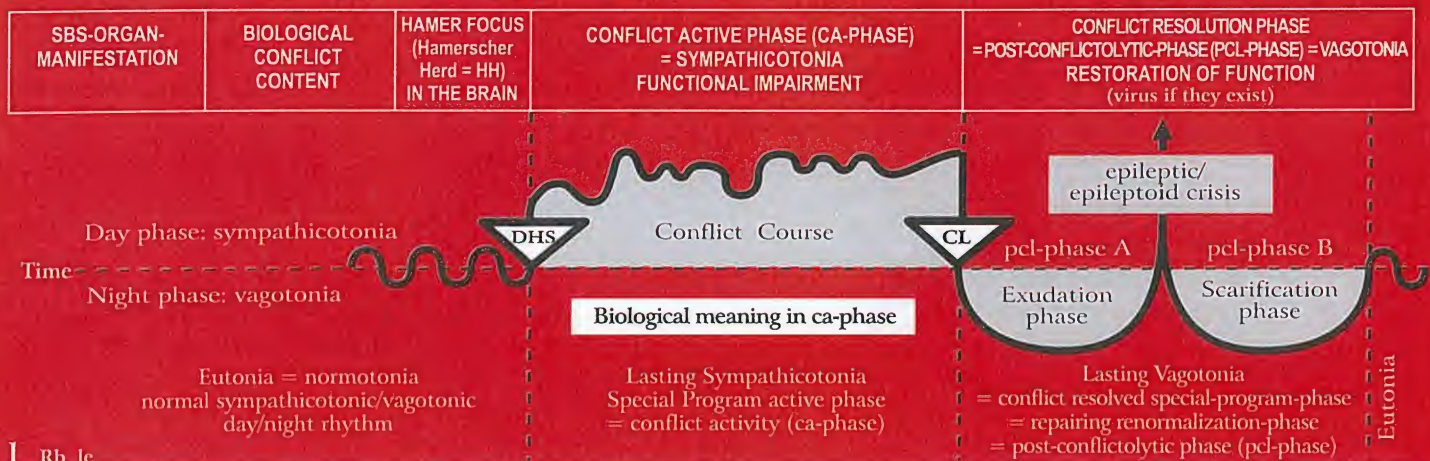 SBS-ORGAN-
MANIFESTATION
BIOLOGICAL
CONFLICT
CONTENT
HAMER FOCUS
(Hamerscher
Herd = HH)
IN THE BRAIN
CONFLICT ACTIVE PHASE (CA-PHASE)
= SYMPATHICOTONIA
FUNCTIONAL IMPAIRMENT
CONFLICT RESOLUTION PHASE
=POST-CONFLICTOLYTIC-PHASE (PCL-PHASE) = VAGOTONIA
RESTORATION OF FUNCTION
(virus if they exist)
epileptic/
epileptoid crisis
Day phase: sympathicotonia
DHS
Conflict Course
CL
pcl-phase A
pcl-phase B
Time
Night phase: vagotonia
Exudation
phase
Scarification
phase
Biological meaning in ca-phase
Eutonia = normotonia
normal sympathicotonic/vagotonic
day/night rhythm
Lasting Sympathicotonia
Special Program active phase
= conflict activity (ca-phase)
Lasting Vagotonia
= conflict resolved special-program-phase
= repairing renormalization-phase
= post-conflictolytic phase (pcl-phase)
Eutonia